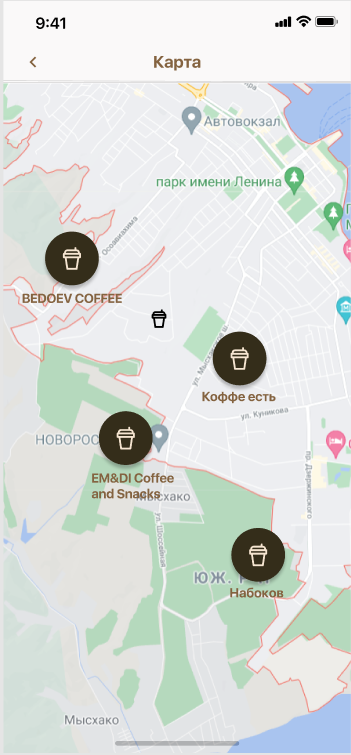 9:41
Карта
Автовокзал
парк имени Ленина
Осоавиахима
BEDOEV COFFEE
ул. Мысхакское ш
Коффе есть
ул. Куникова
НОВОРОС
EM&DI Coffee
and Snacks
Мысхако
пр. Дзержинского
ул. Шоссейная
ЮЖ. Р
Набоков
Мысхако